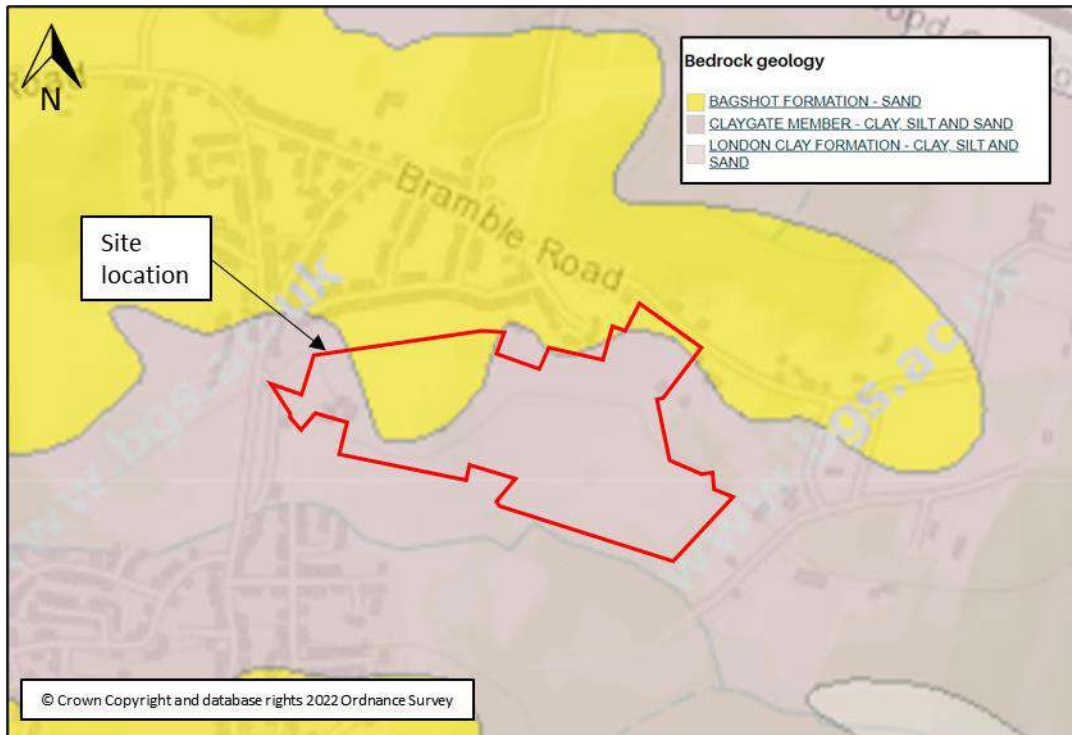 N
Road
Bedrock geology
BAGSHOT FORMATION - SAND
CLAYGATE MEMBER - CLAY, SILT AND SAND
LONDON CLAY FORMATION - CLAY, SILT AND
SAND
Bramble Road
Site
location
www.bgs.ac.uk
www.bgs.ac.uk
© Crown Copyright and database rights 2022 Ordnance Survey